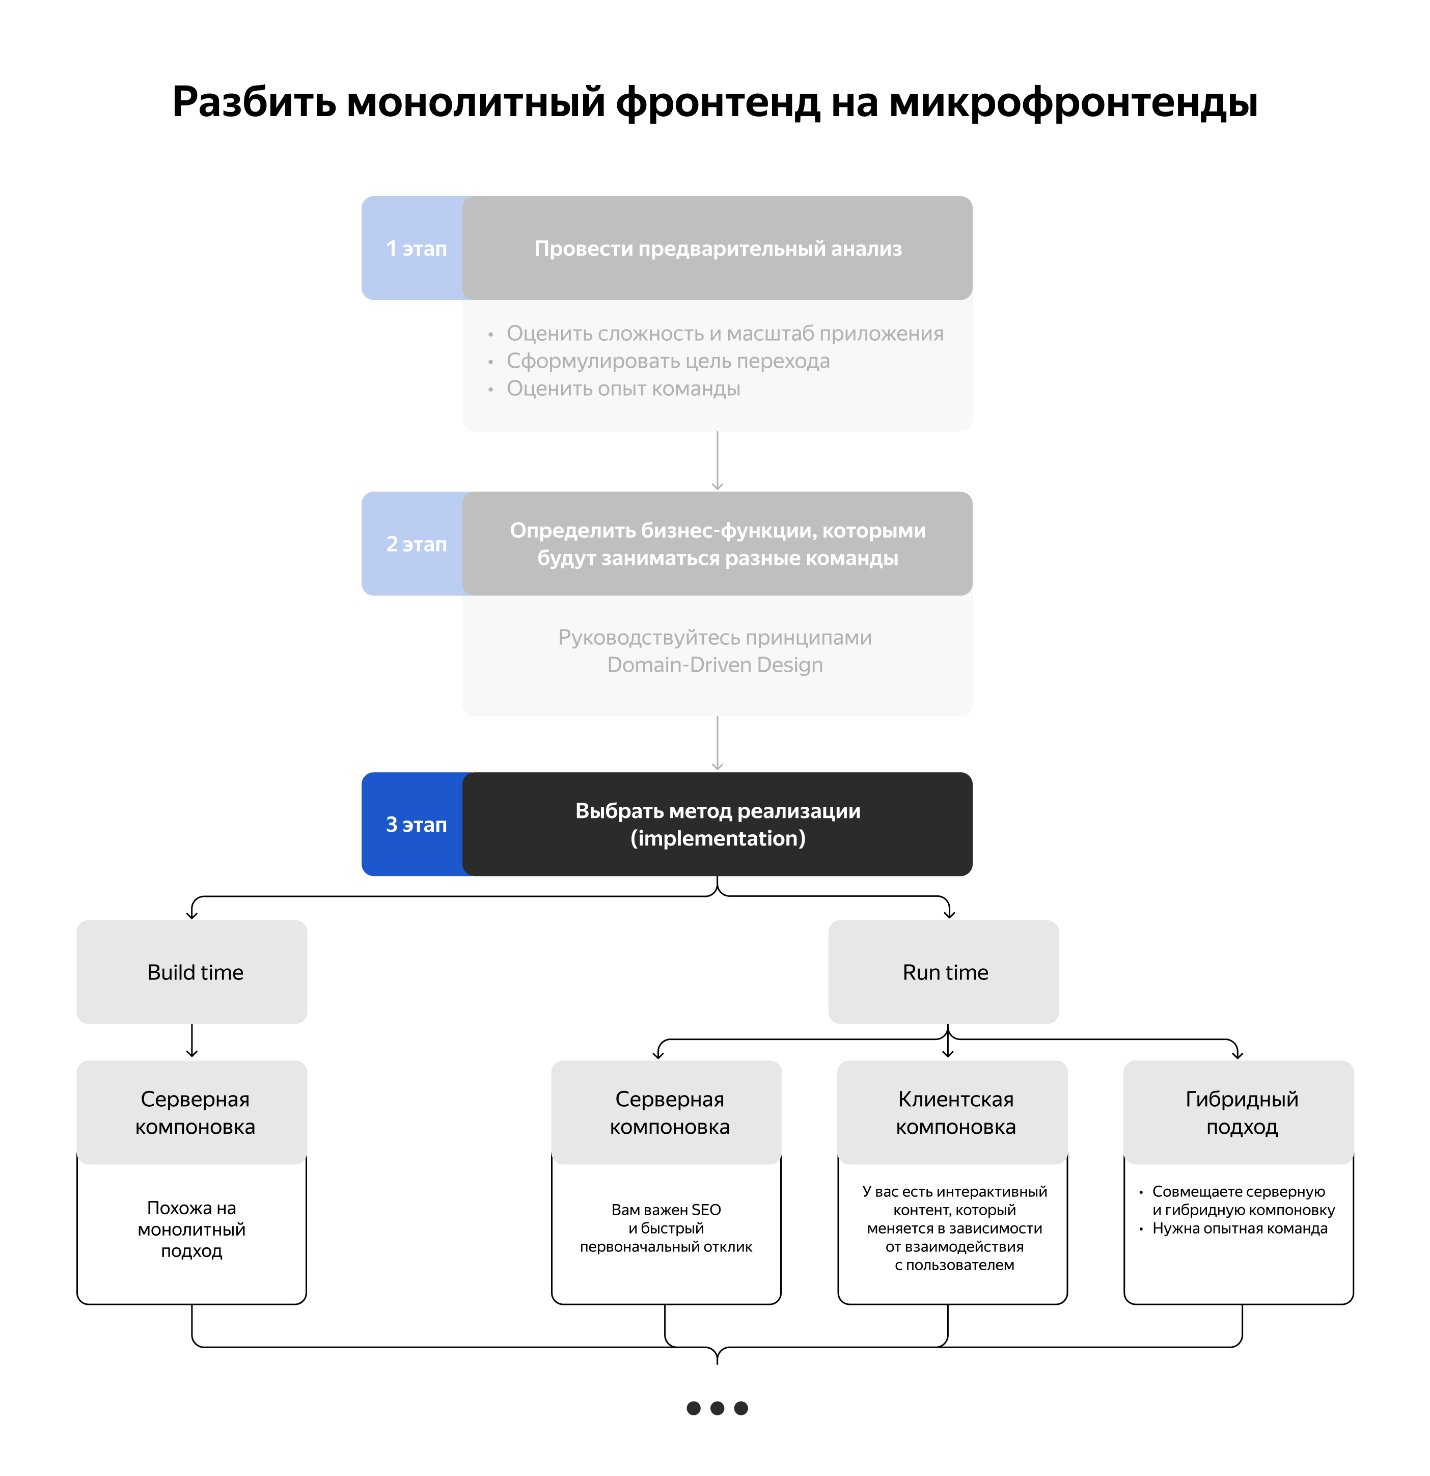 Разбить монолитный фронтенд на микрофронтенды
1 этап
Провести предварительный анализ
• Оценить сложность и масштаб приложения
• Сформулировать цель перехода
• Оценить опыт команды
2 этап
Определить бизнес-функции, которыми
будут заниматься разные команды
Руководствуйтесь принципами
Domain-Driven Design
3 этап
Выбрать метод реализации
(implementation)
Build time
Run time
Серверная
компоновка
Похожа на
монолитный
подход
Серверная
компоновка
Вам важен SEO
и быстрый
первоначальный отклик
Клиентская
компоновка
У вас есть интерактивный
контент, который
меняется в зависимости
от взаимодействия
с пользователем
Гибридный
подход
• Совмещаете серверную
и гибридную компоновку
• Нужна опытная команда